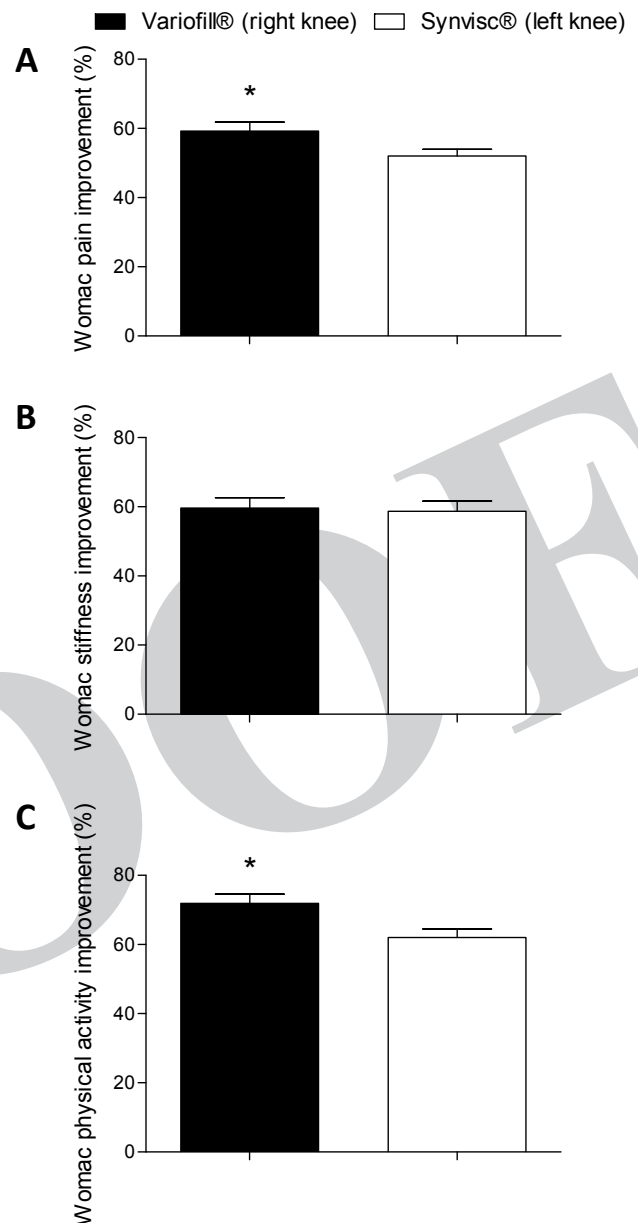 Variofill® (right knee) Synvisc® (left knee)
A
Womac pain improvement (%)
80
60
40
20
0
*
B
Womac stiffness improvement (%)
80
60
40
20
0
C
Womac physical activity improvement (%)
80
60
40
20
0
*
OOF